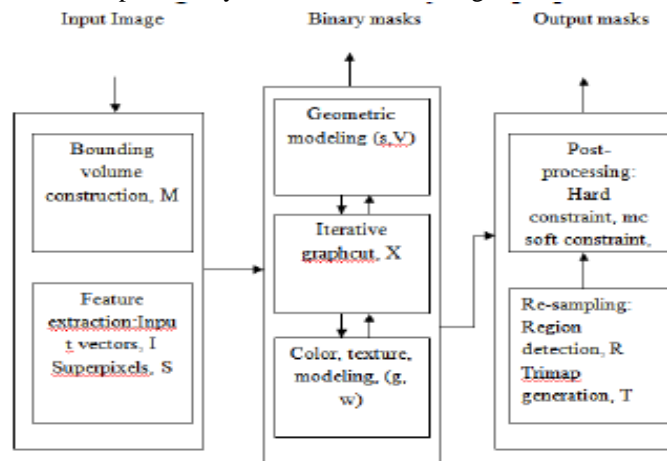 Input Image
Binary masks
Output masks
Bounding
volume
construction, M
Feature
extraction:Inpu
t vectors, I
Superpixels, S
Geometric
modeling (s,V)
Iterative
graphcut, X
Color, texture,
modeling, (g,
w)
Post-
processing:
Hard
constraint, mc
soft constraint,
Re-sampling:
Region
detection, R
Trimap
generation, T